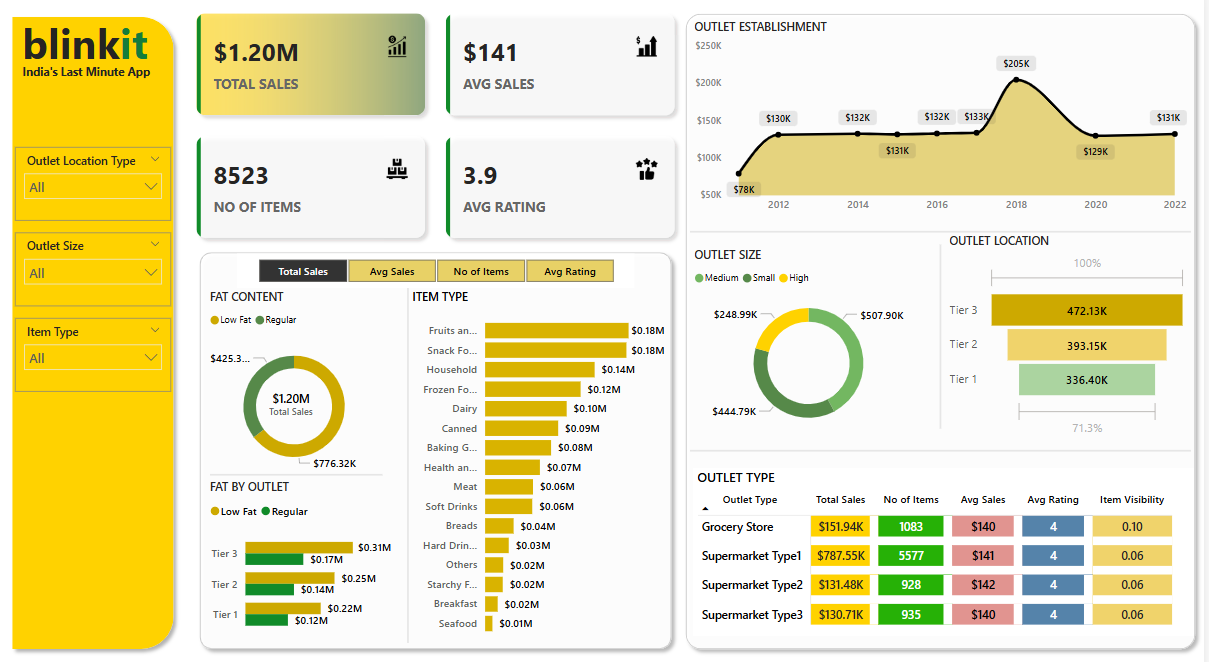 blinkit
India's Last Minute App
Outlet Location Type
All
Outlet Size
All
Item Type
All
$1.20M
TOTAL SALES
$141
AVG SALES
8523
NO OF ITEMS
3.9
AVG RATING
Total Sales Avg Sales No of Items Avg Rating
FAT CONTENT
Low Fat Regular
$425.3...
$1.20M
Total Sales
$776.32K
FAT BY OUTLET
Low Fat Regular
Tier 3 $0.31M
$0.17M
Tier 2 $0.25M
$0.14M
Tier 1 $0.22M
$0.12M
ITEM TYPE
Fruits an... $0.18M
Snack Fo... $0.18M
Household $0.14M
Frozen Fo... $0.12M
Dairy $0.10M
Canned $0.09M
Baking G... $0.08M
Health an... $0.07M
Meat $0.06M
Soft Drinks $0.06M
Breads $0.04M
Hard Drin... $0.03M
Others $0.02M
Starchy F... $0.02M
Breakfast $0.02M
Seafood $0.01M
OUTLET ESTABLISHMENT
$250K
$200K
$150K
$100K
$50K
$78K
$130K
$132K
$131K
$132K
$133K
$205K
$129K
$131K
2012 2014 2016 2018 2020 2022
OUTLET SIZE
Medium Small High
$248.99K
$507.90K
$444.79K
OUTLET LOCATION
100%
Tier 3 472.13K
Tier 2 393.15K
Tier 1 336.40K
71.3%
OUTLET TYPE
Outlet Type Total Sales No of Items Avg Sales Avg Rating Item Visibility
Grocery Store $151.94K 1083 $140 4 0.10
Supermarket Type1 $787.55K 5577 $141 4 0.06
Supermarket Type2 $131.48K 928 $142 4 0.06
Supermarket Type3 $130.71K 935 $140 4 0.06